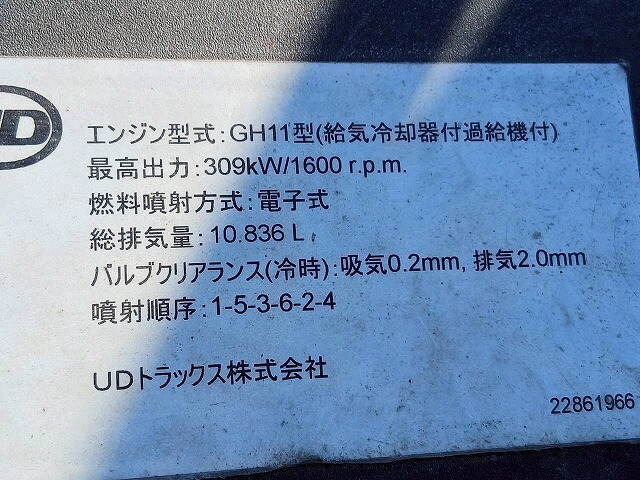 UD
エンジン型式:GH11型(給気冷却器付過給機付)
最高出力:309kW/1600 r.p.m.
燃料噴射方式:電子式
総排気量:10.836 L
バルブクリアランス(冷時):吸気0.2mm, 排気2.0mm
噴射順序:1-5-3-6-2-4
UDトラックス株式会社
22861966